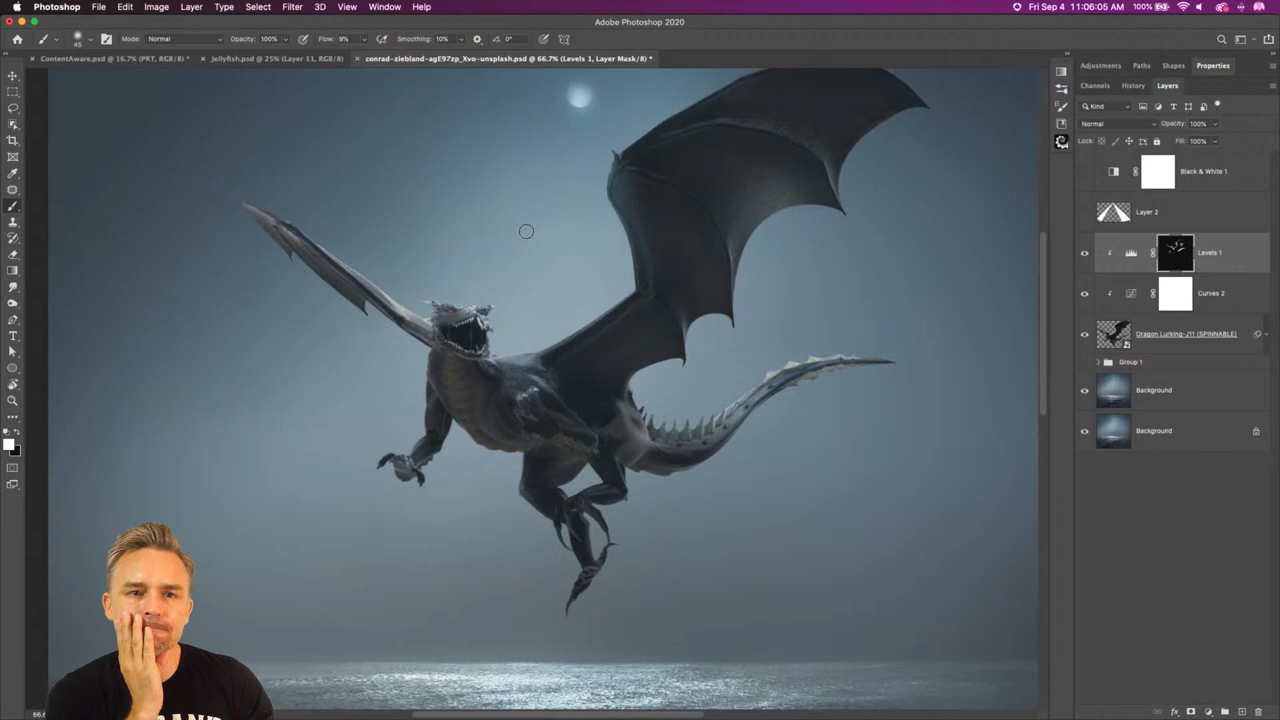 Photoshop File Edit Image Layer Type Select Filter 3D View Window Help 100% Fri Sep 4 11:06:05 AM
Adobe Photoshop 2020
45 Mode: Normal Opacity: 100% Flow: 9% Smoothing: 10% 0°
ContentAware.psd @ 16.7% (PRT, RGB/8) * Jellyfish.psd @ 25% (Layer 11, RGB/8) conrad-ziebland-agE97zp_Xvo-unsplash.psd @ 66.7% (Levels 1, Layer Mask/8) *
Adjustments Paths Shapes Properties
Channels History Layers
Kind
Normal Opacity: 100%
Lock: Fill: 100%
Black & White 1
Layer 2
Levels 1
Curves 2
Dragon Lurking-J11 (SPINNABLE)
Group 1
Background
Background